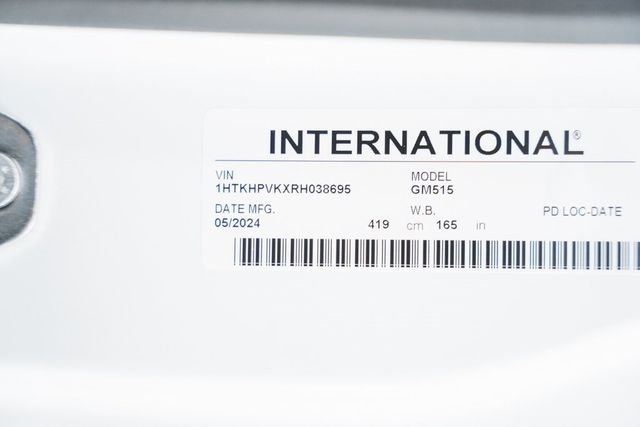 INTERNATIONAL®
VIN MODEL
1HTKHPVKXRH038695 GM515
DATE MFG. W.B. PD LOC-DATE
05/2024 419 cm 165 in